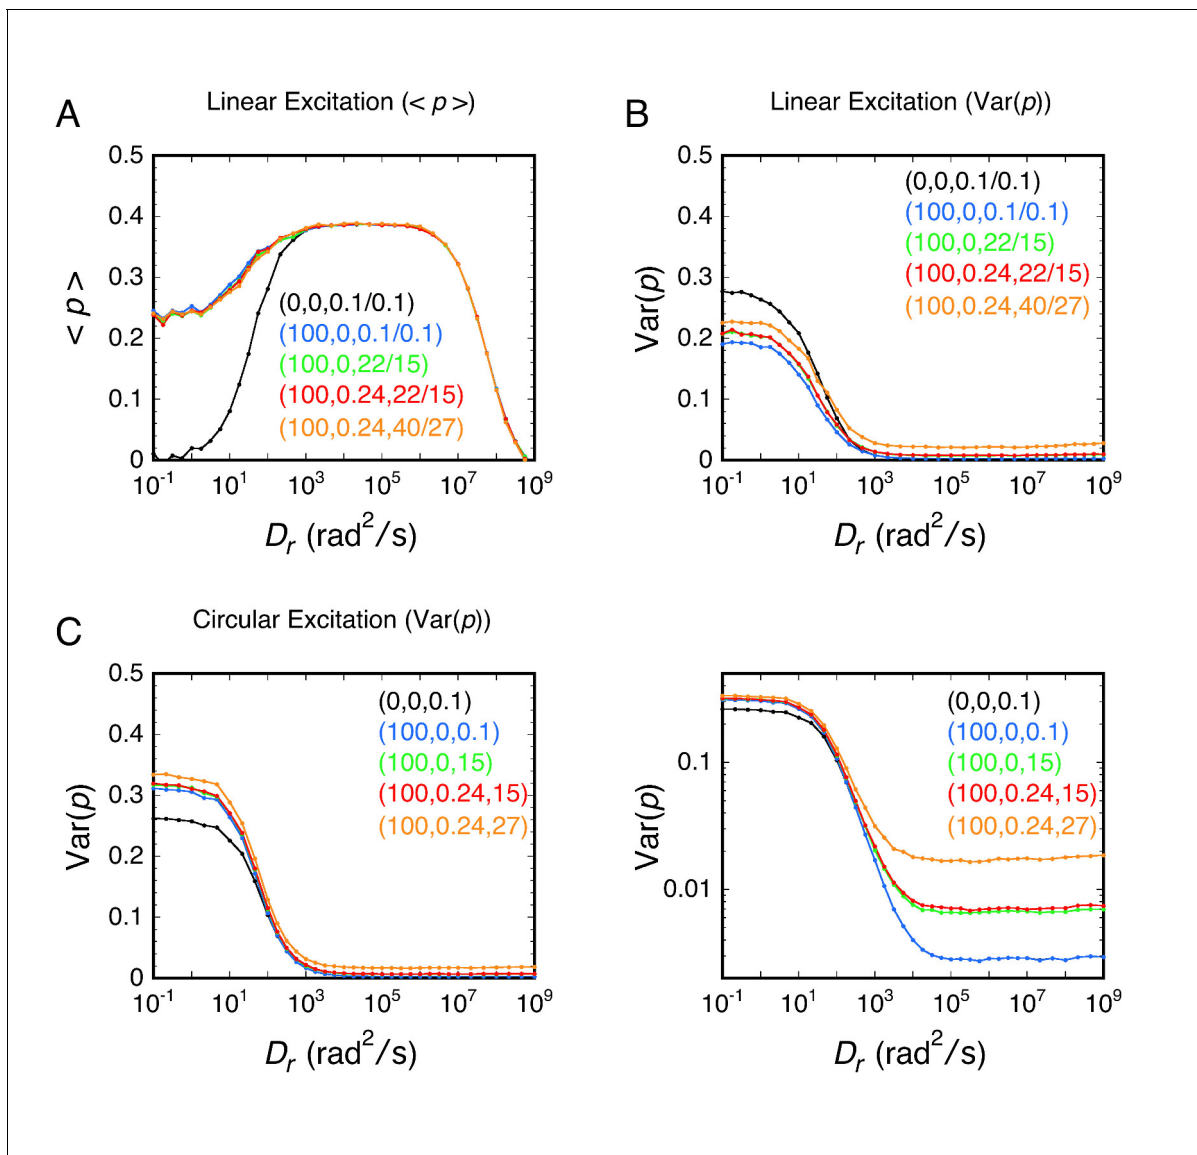 A
Linear Excitation (< p >)
0.5
0.4
0.3
0.2
0.1
0
< p >
(0,0,0.1/0.1)
(100,0,0.1/0.1)
(100,0,22/15)
(100,0.24,22/15)
(100,0.24,40/27)
10⁻¹ 10¹ 10³ 10⁵ 10⁷ 10⁹
Dᵣ (rad²/s)
B
Linear Excitation (Var(p))
0.5
0.4
0.3
0.2
0.1
0
Var(p)
(0,0,0.1/0.1)
(100,0,0.1/0.1)
(100,0,22/15)
(100,0.24,22/15)
(100,0.24,40/27)
10⁻¹ 10¹ 10³ 10⁵ 10⁷ 10⁹
Dᵣ (rad²/s)
C
Circular Excitation (Var(p))
0.5
0.4
0.3
0.2
0.1
0
Var(p)
(0,0,0.1)
(100,0,0.1)
(100,0,15)
(100,0.24,15)
(100,0.24,27)
10⁻¹ 10¹ 10³ 10⁵ 10⁷ 10⁹
Dᵣ (rad²/s)
0.1
0.01
Var(p)
(0,0,0.1)
(100,0,0.1)
(100,0,15)
(100,0.24,15)
(100,0.24,27)
10⁻¹ 10¹ 10³ 10⁵ 10⁷ 10⁹
Dᵣ (rad²/s)